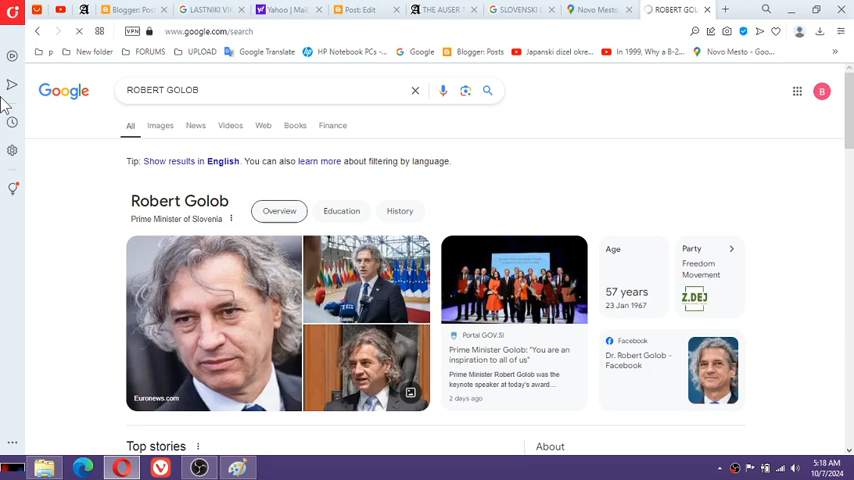 Blogger: Pos
LASTNIKI VI
Yahoo | Mail
Post: Edit
THE AUSER T
SLOVENSKI
Novo Mesto -
ROBERT GOL
VPN
www.google.com/search
p
New folder
FORUMS
UPLOAD
Google Translate
HP Notebook PC -...
Google
Blogger: Posts
Japanski dizel okre...
In 1999, Why a B-2...
Novo Mesto - Goo...
Google
ROBERT GOLOB
B
All Images News Videos Web Books Finance
Tip: Show results in English. You can also learn more about filtering by language.
Robert Golob
Prime Minister of Slovenia
Overview
Education
History
Euronews.com
Portal GOV.SI
Prime Minister Golob: "You are an
inspiration to all of us"
Prime Minister Robert Golob was the
keynote speaker at today's award...
2 days ago
Age
57 years
23 Jan 1967
Party
Freedom
Movement
Z.DEJ
Facebook
Dr. Robert Golob -
Facebook
Top stories
About
5:18 AM
10/7/2024